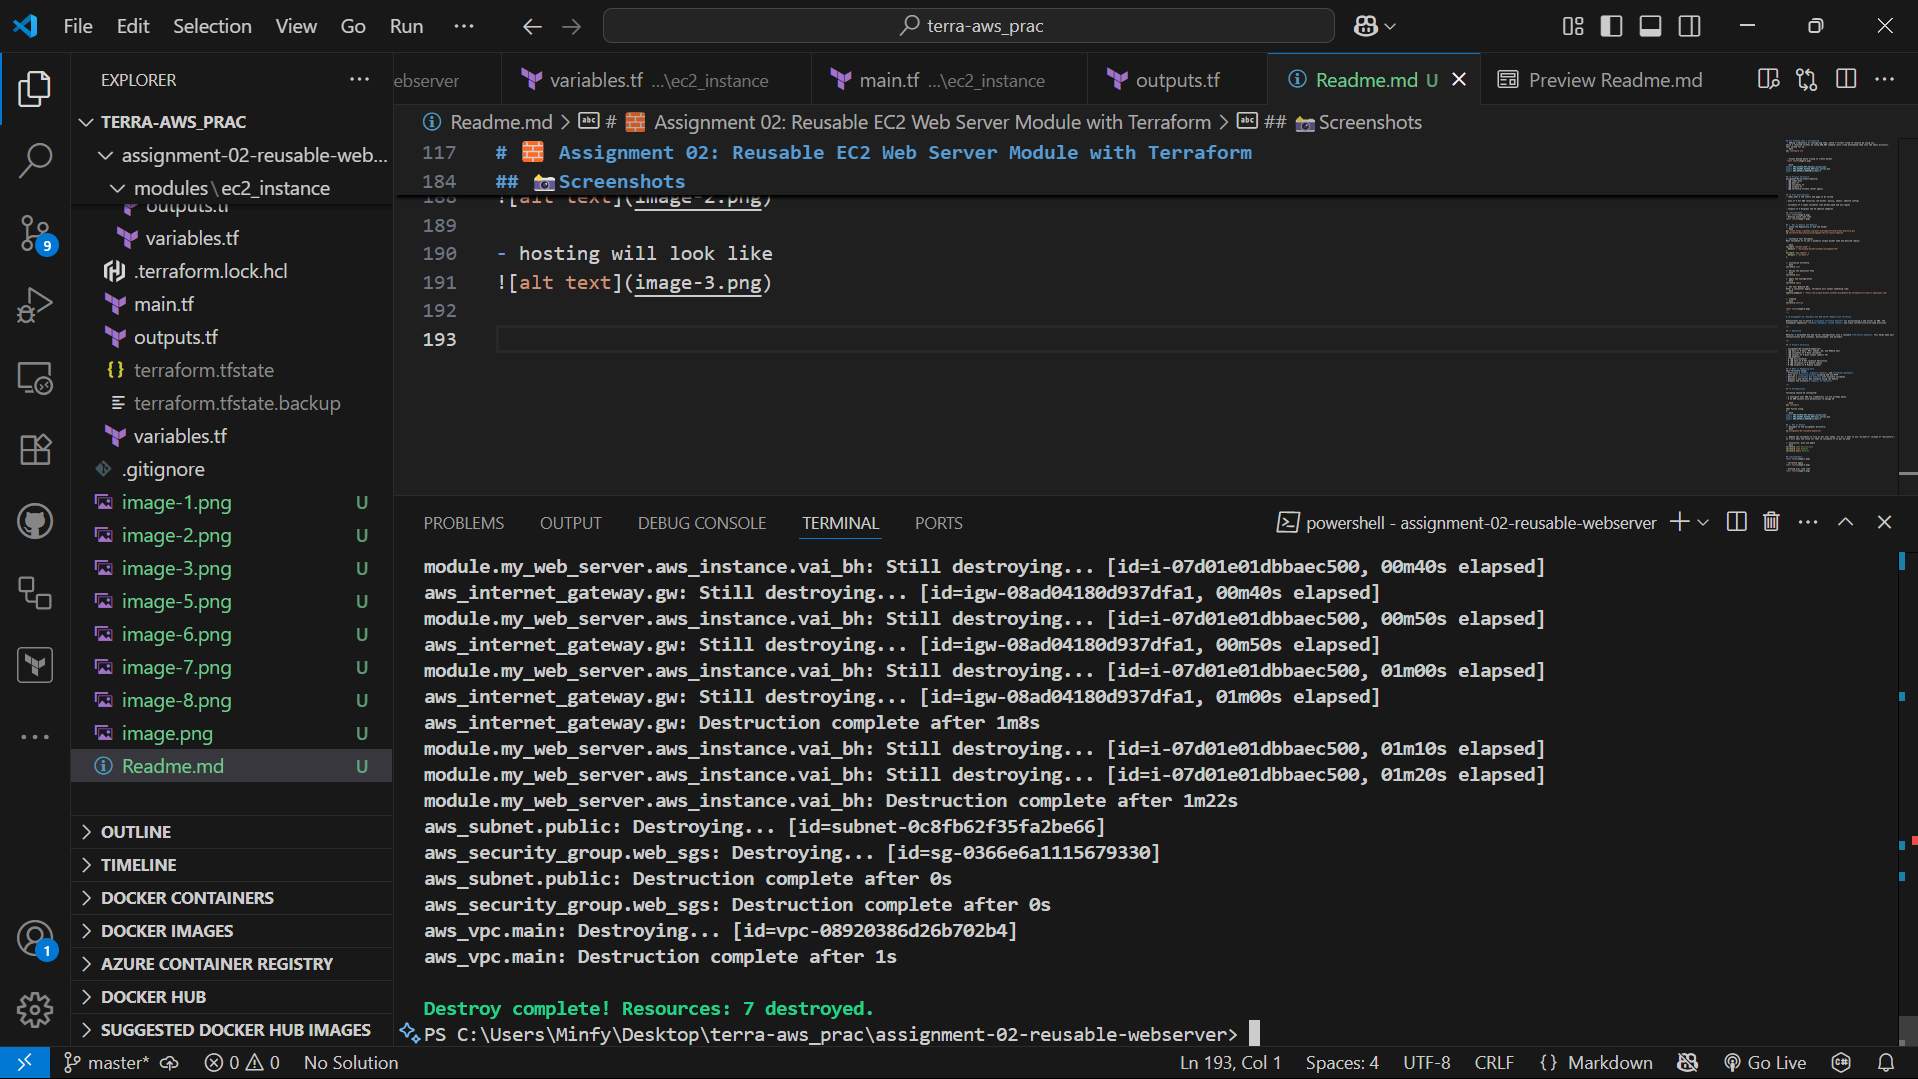 File Edit Selection View Go Run ···
terra-aws_prac
EXPLORER
TERRA-AWS_PRAC
assignment-02-reusable-web...
modules\ec2_instance
outputs.tf
variables.tf
.terraform.lock.hcl
main.tf
outputs.tf
{} terraform.tfstate
terraform.tfstate.backup
variables.tf
.gitignore
image-1.png U
image-2.png U
image-3.png U
image-5.png U
image-6.png U
image-7.png U
image-8.png U
image.png U
Readme.md U
OUTLINE
TIMELINE
DOCKER CONTAINERS
DOCKER IMAGES
AZURE CONTAINER REGISTRY
DOCKER HUB
SUGGESTED DOCKER HUB IMAGES
9
1
ebserver variables.tf ...\ec2_instance main.tf ...\ec2_instance outputs.tf Readme.md U Preview Readme.md
Readme.md > # 🧱 Assignment 02: Reusable EC2 Web Server Module with Terraform > ## 📸Screenshots
117 # 🧱 Assignment 02: Reusable EC2 Web Server Module with Terraform
184 ## 📸Screenshots
188 ![alt text](image-2.png)
189
190 - hosting will look like
191 ![alt text](image-3.png)
192
193
PROBLEMS OUTPUT DEBUG CONSOLE TERMINAL PORTS
powershell - assignment-02-reusable-webserver
module.my_web_server.aws_instance.vai_bh: Still destroying... [id=i-07d01e01dbbaec500, 00m40s elapsed]
aws_internet_gateway.gw: Still destroying... [id=igw-08ad04180d937dfa1, 00m40s elapsed]
module.my_web_server.aws_instance.vai_bh: Still destroying... [id=i-07d01e01dbbaec500, 00m50s elapsed]
aws_internet_gateway.gw: Still destroying... [id=igw-08ad04180d937dfa1, 00m50s elapsed]
module.my_web_server.aws_instance.vai_bh: Still destroying... [id=i-07d01e01dbbaec500, 01m00s elapsed]
aws_internet_gateway.gw: Still destroying... [id=igw-08ad04180d937dfa1, 01m00s elapsed]
aws_internet_gateway.gw: Destruction complete after 1m8s
module.my_web_server.aws_instance.vai_bh: Still destroying... [id=i-07d01e01dbbaec500, 01m10s elapsed]
module.my_web_server.aws_instance.vai_bh: Still destroying... [id=i-07d01e01dbbaec500, 01m20s elapsed]
module.my_web_server.aws_instance.vai_bh: Destruction complete after 1m22s
aws_subnet.public: Destroying... [id=subnet-0c8fb62f35fa2be66]
aws_security_group.web_sgs: Destroying... [id=sg-0366e6a1115679330]
aws_subnet.public: Destruction complete after 0s
aws_security_group.web_sgs: Destruction complete after 0s
aws_vpc.main: Destroying... [id=vpc-08920386d26b702b4]
aws_vpc.main: Destruction complete after 1s
Destroy complete! Resources: 7 destroyed.
PS C:\Users\Minfy\Desktop\terra-aws_prac\assignment-02-reusable-webserver>
master* 0 0 No Solution Ln 193, Col 1 Spaces: 4 UTF-8 CRLF {} Markdown Go Live